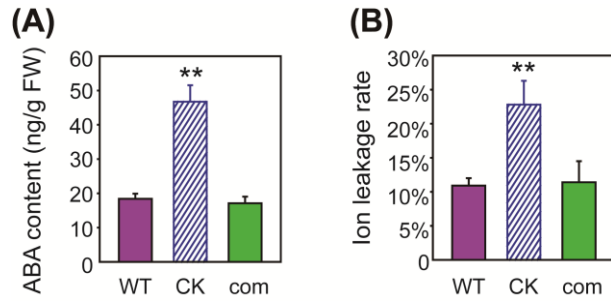 (A)
ABA content (ng/g FW)
60
50
40
30
20
10
0
**
WT CK com
(B)
Ion leakage rate
30%
25%
20%
15%
10%
5%
0
**
WT CK com